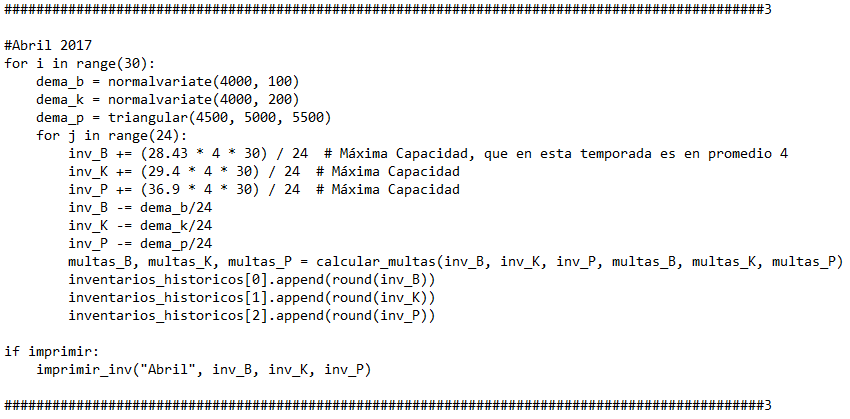 ###############################################################################################3

#Abril 2017
for i in range(30):
    dema_b = normalvariate(4000, 100)
    dema_k = normalvariate(4000, 200)
    dema_p = triangular(4500, 5000, 5500)
    for j in range(24):
        inv_B += (28.43 * 4 * 30) / 24  # Máxima Capacidad, que en esta temporada es en promedio 4
        inv_K += (29.4 * 4 * 30) / 24  # Máxima Capacidad
        inv_P += (36.9 * 4 * 30) / 24  # Máxima Capacidad
        inv_B -= dema_b/24
        inv_K -= dema_k/24
        inv_P -= dema_p/24
        multas_B, multas_K, multas_P = calcular_multas(inv_B, inv_K, inv_P, multas_B, multas_K, multas_P)
        inventarios_historicos[0].append(round(inv_B))
        inventarios_historicos[1].append(round(inv_K))
        inventarios_historicos[2].append(round(inv_P))

if imprimir:
    imprimir_inv("Abril", inv_B, inv_K, inv_P)

###############################################################################################3